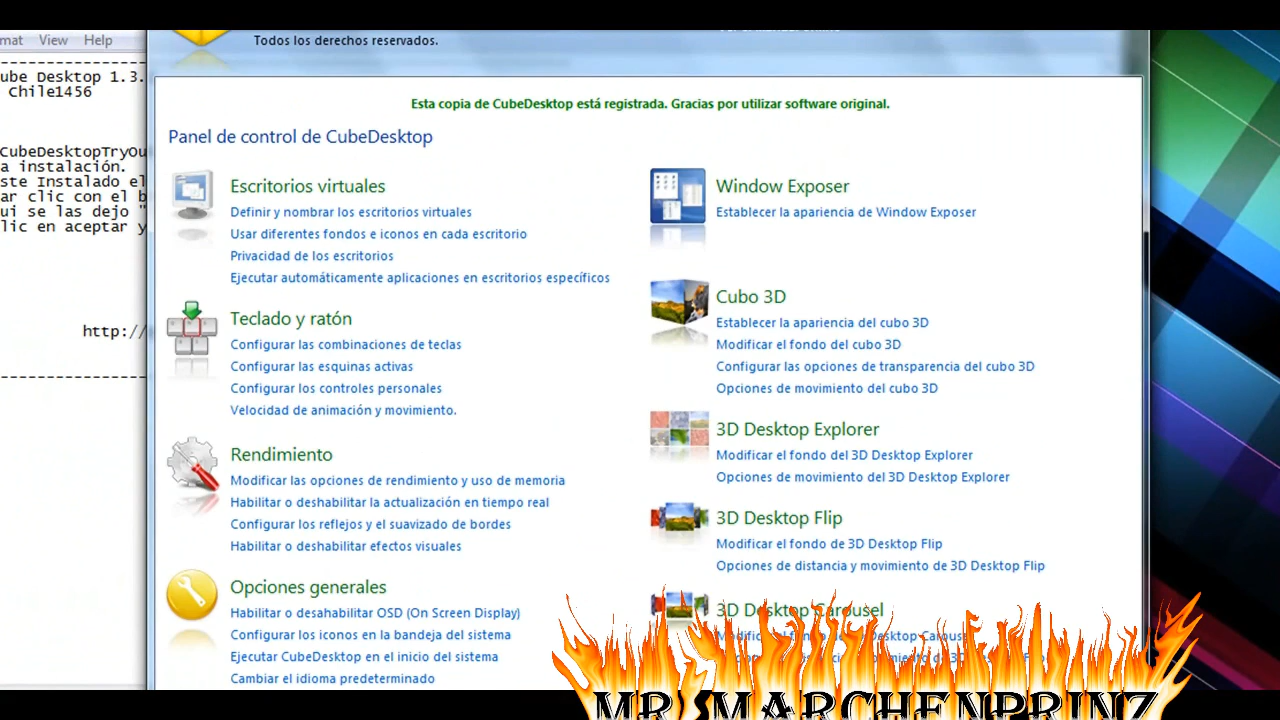 mat View Help
Todos los derechos reservados.
ube Desktop 1.3.
Chile1456
CubeDesktopTryOu
a instalación.
ste Instalado el
ar clic con el b
ui se las dejo "
lic en aceptar y
http://
Esta copia de CubeDesktop está registrada. Gracias por utilizar software original.
Panel de control de CubeDesktop
Escritorios virtuales
Definir y nombrar los escritorios virtuales
Usar diferentes fondos e iconos en cada escritorio
Privacidad de los escritorios
Ejecutar automáticamente aplicaciones en escritorios específicos
Teclado y ratón
Configurar las combinaciones de teclas
Configurar las esquinas activas
Configurar los controles personales
Velocidad de animación y movimiento.
Rendimiento
Modificar las opciones de rendimiento y uso de memoria
Habilitar o deshabilitar la actualización en tiempo real
Configurar los reflejos y el suavizado de bordes
Habilitar o deshabilitar efectos visuales
Opciones generales
Habilitar o desahabilitar OSD (On Screen Display)
Configurar los iconos en la bandeja del sistema
Ejecutar CubeDesktop en el inicio del sistema
Cambiar el idioma predeterminado
Window Exposer
Establecer la apariencia de Window Exposer
Cubo 3D
Establecer la apariencia del cubo 3D
Modificar el fondo del cubo 3D
Configurar las opciones de transparencia del cubo 3D
Opciones de movimiento del cubo 3D
3D Desktop Explorer
Modificar el fondo del 3D Desktop Explorer
Opciones de movimiento del 3D Desktop Explorer
3D Desktop Flip
Modificar el fondo de 3D Desktop Flip
Opciones de distancia y movimiento de 3D Desktop Flip
3D Desktop Carousel
MR MARCHENPRINZ